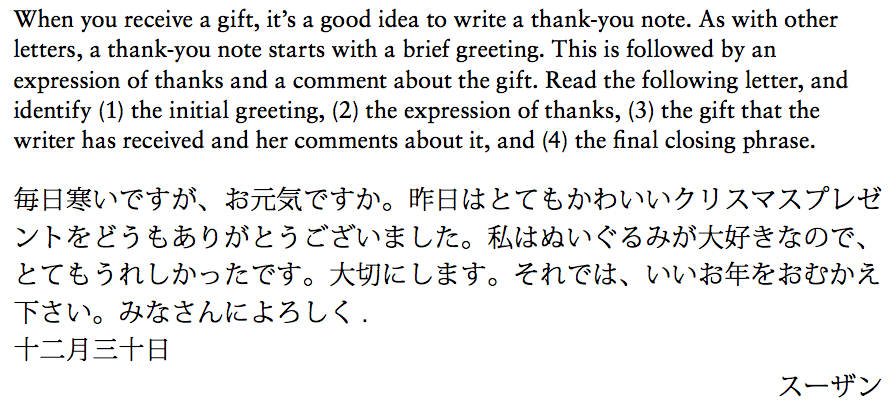 When you receive a gift, it's a good idea to write a thank-you note. As with other
letters, a thank-you note starts with a brief greeting. This is followed by an
expression of thanks and a comment about the gift. Read the following letter, and
identify (1) the initial greeting, (2) the expression of thanks, (3) the gift that the
writer has received and her comments about it, and (4) the final closing phrase.
毎日寒いですが、お元気ですか。昨日はとてもかわいいクリスマスプレゼ
ントをどうもありがとうございました。私はぬいぐるみが大好きなので、
とてもうれしかったです。大切にします。それでは、いいお年をおむかえ
下さい。みなさんによろしく.
十二月三十日
スーザン